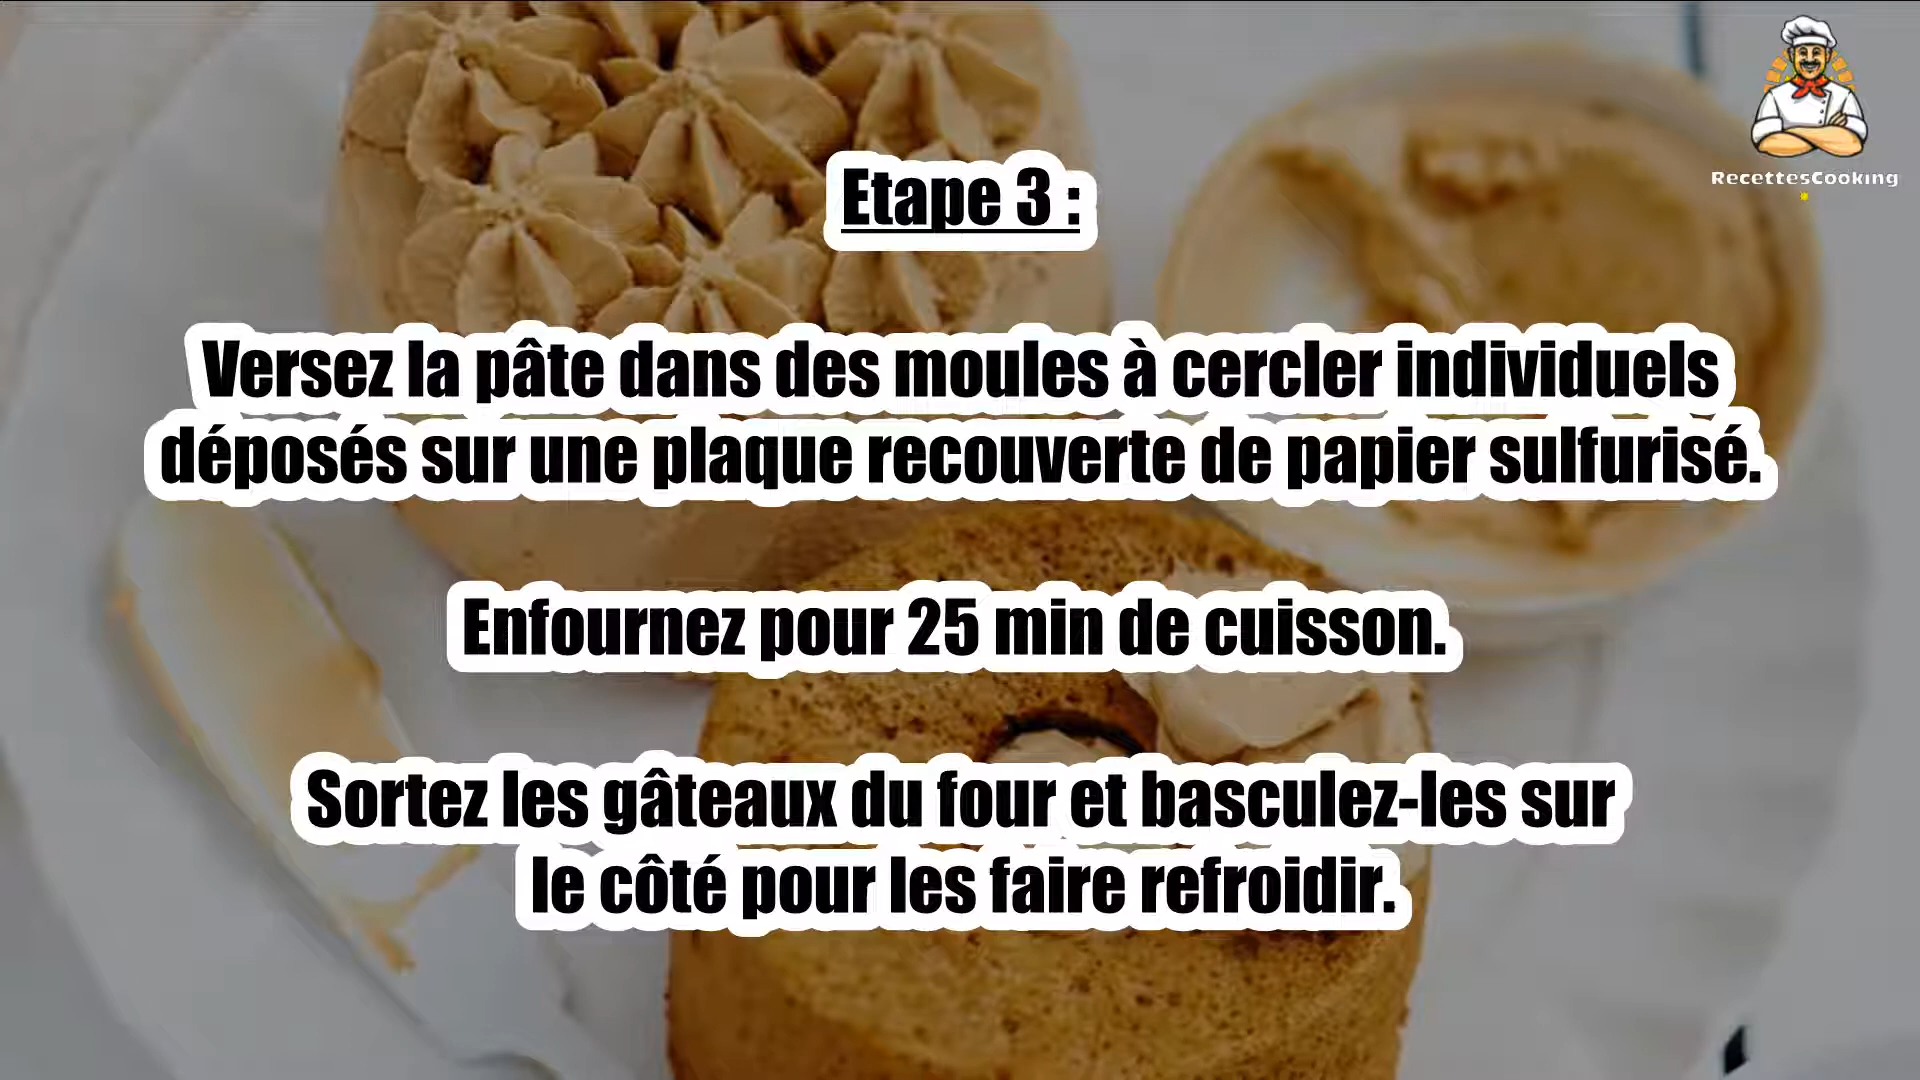 RecettesCooking
Etape 3 :
Versez la pâte dans des moules à cercler individuels
déposés sur une plaque recouverte de papier sulfurisé.
Enfournez pour 25 min de cuisson.
Sortez les gâteaux du four et basculez-les sur
le côté pour les faire refroidir.